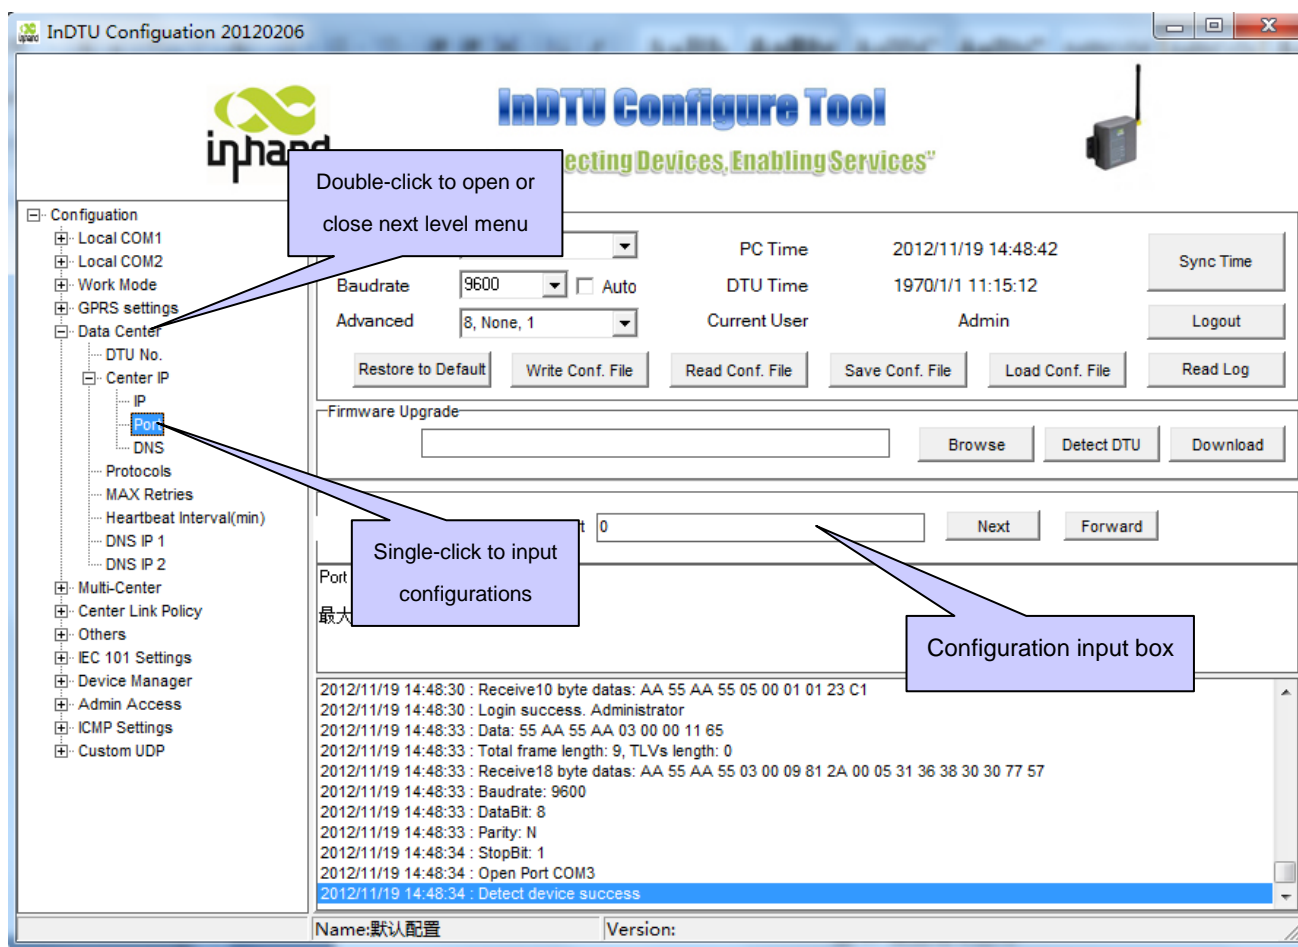 InDTU Configuation 20120206
inhand
InDTU Configure Tool
ecting Devices, Enabling Services"
Double-click to open or
close next level menu
Configuation
Local COM1
Local COM2
Work Mode
GPRS settings
Data Center
DTU No.
Center IP
IP
Port
DNS
Protocols
MAX Retries
Heartbeat Interval(min)
DNS IP 1
DNS IP 2
Multi-Center
Center Link Policy
Others
IEC 101 Settings
Device Manager
Admin Access
ICMP Settings
Custom UDP
PC Time 2012/11/19 14:48:42 Sync Time
Baudrate 9600 Auto DTU Time 1970/1/1 11:15:12
Advanced 8, None, 1 Current User Admin Logout
Restore to Default Write Conf. File Read Conf. File Save Conf. File Load Conf. File Read Log
Firmware Upgrade
Browse Detect DTU Download
0 Next Forward
Single-click to input
configurations
Port
最大
Configuration input box
2012/11/19 14:48:30 : Receive10 byte datas: AA 55 AA 55 05 00 01 01 23 C1
2012/11/19 14:48:30 : Login success. Administrator
2012/11/19 14:48:33 : Data: 55 AA 55 AA 03 00 00 11 65
2012/11/19 14:48:33 : Total frame length: 9, TLVs length: 0
2012/11/19 14:48:33 : Receive18 byte datas: AA 55 AA 55 03 00 09 81 2A 00 05 31 36 38 30 30 77 57
2012/11/19 14:48:33 : Baudrate: 9600
2012/11/19 14:48:33 : DataBit: 8
2012/11/19 14:48:33 : Parity: N
2012/11/19 14:48:34 : StopBit: 1
2012/11/19 14:48:34 : Open Port COM3
2012/11/19 14:48:34 : Detect device success
Name:默认配置 Version: